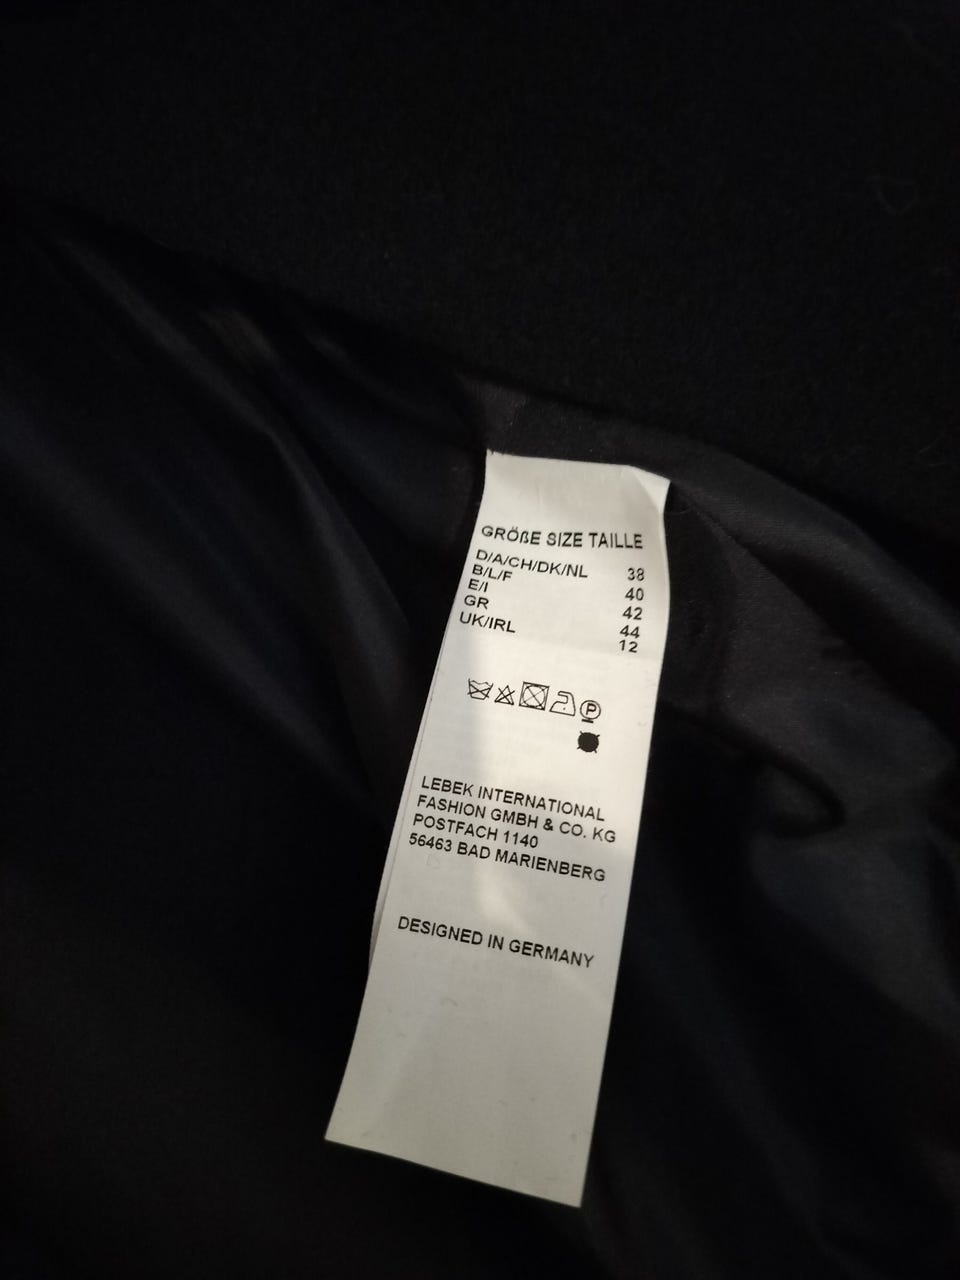 GRÖßE SIZE TAILLE
D/A/CH/DK/NL 38
B/L/F 40
E/I 42
GR 44
UK/IRL 12
P
LEBEK INTERNATIONAL
FASHION GMBH & CO. KG
POSTFACH 1140
56463 BAD MARIENBERG
DESIGNED IN GERMANY